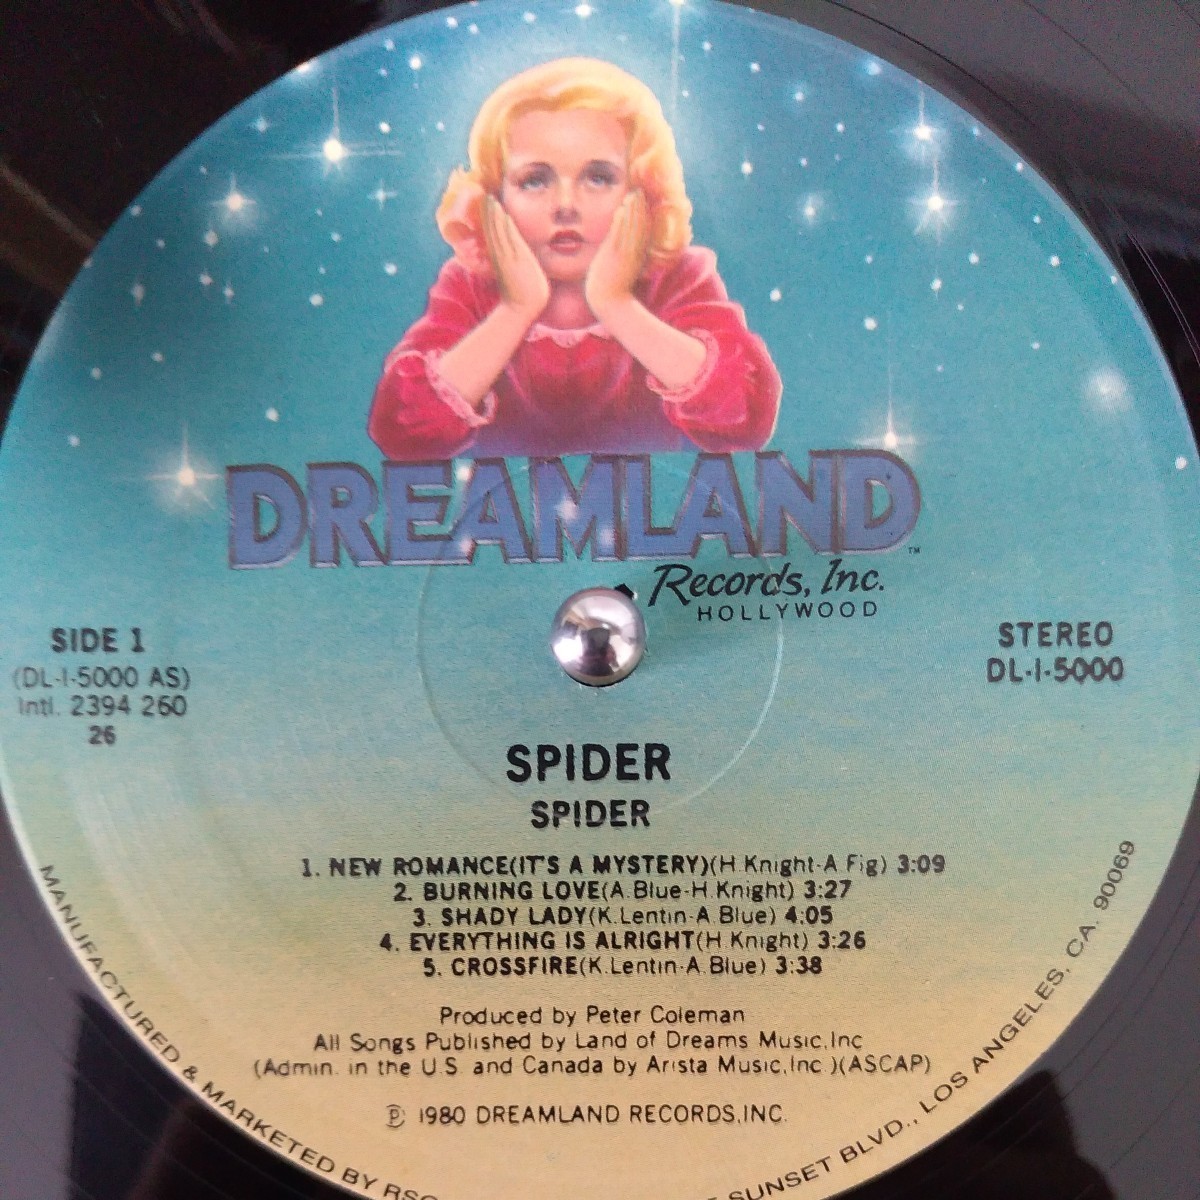 DREAMLAND™
Records, Inc.
HOLLYWOOD
SIDE 1
(DL-I-5000 AS)
Intl. 2394 260
26
STEREO
DL-I-5000
SPIDER
SPIDER
1. NEW ROMANCE(IT'S A MYSTERY)(H.Knight-A.Fig) 3:09
2. BURNING LOVE(A.Blue-H.Knight) 3:27
3. SHADY LADY(K.Lentin-A.Blue) 4:05
4. EVERYTHING IS ALRIGHT(H.Knight) 3:26
5. CROSSFIRE(K.Lentin-A.Blue) 3:38
Produced by Peter Coleman
All Songs Published by Land of Dreams Music,Inc
(Admin. in the U.S. and Canada by Arista Music,Inc.)(ASCAP)
℗ 1980 DREAMLAND RECORDS,INC.
MANUFACTURED & MARKETED BY SUNSET BLVD., LOS ANGELES, CA. 90069